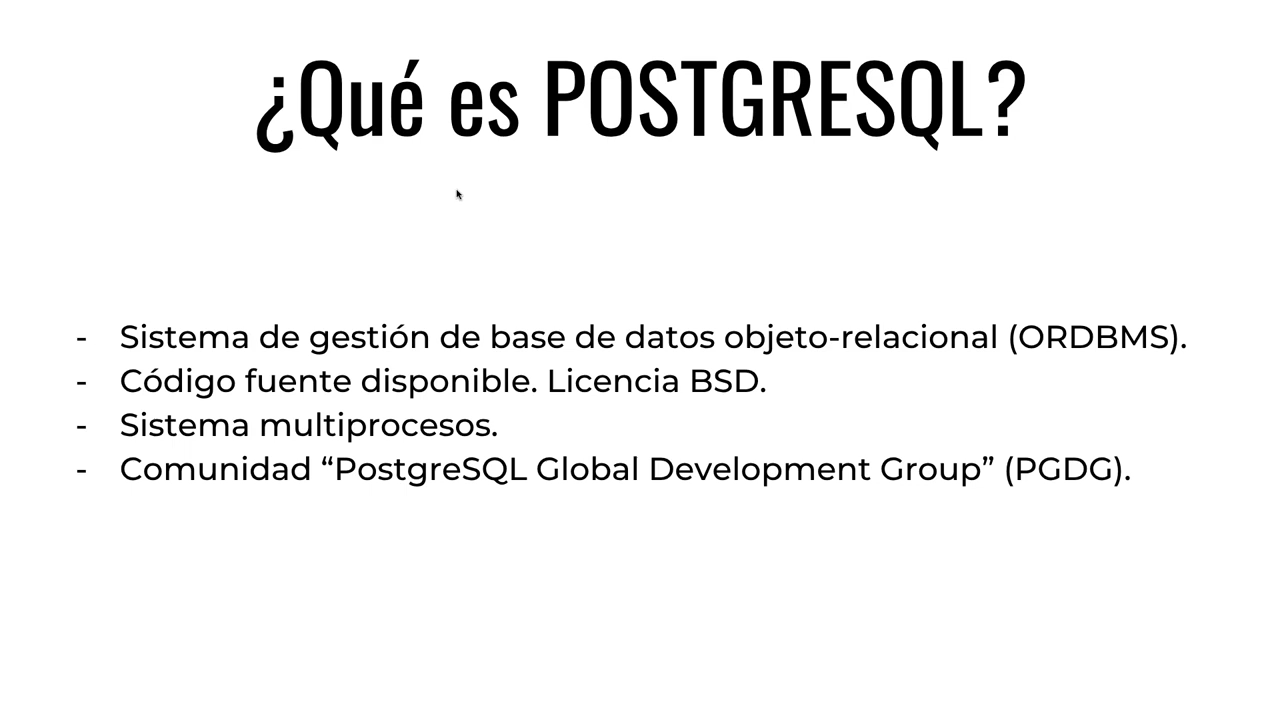 ¿Qué es POSTGRESQL?
- Sistema de gestión de base de datos objeto-relacional (ORDBMS).
- Código fuente disponible. Licencia BSD.
- Sistema multiprocesos.
- Comunidad “PostgreSQL Global Development Group” (PGDG).